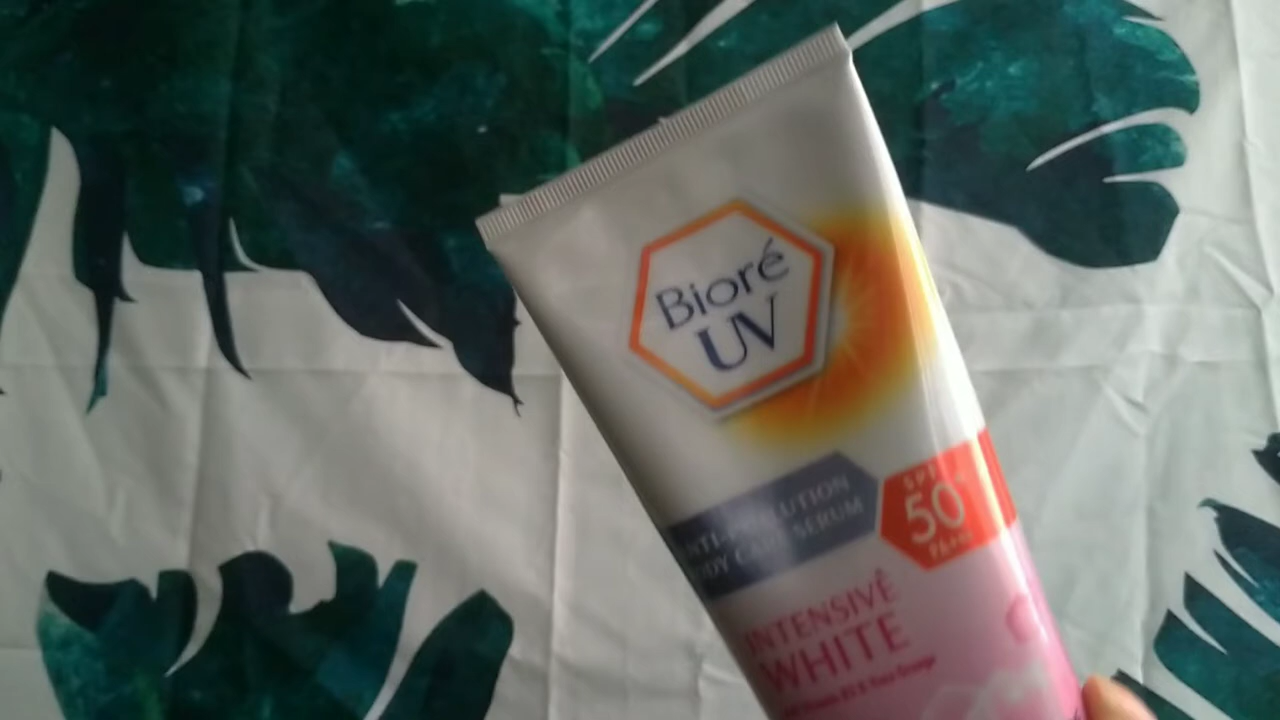 Bioré
UV
ANTI-POLLUTION
BODY CARE SERUM
SPF
50+
PA+++
INTENSIVE
WHITE